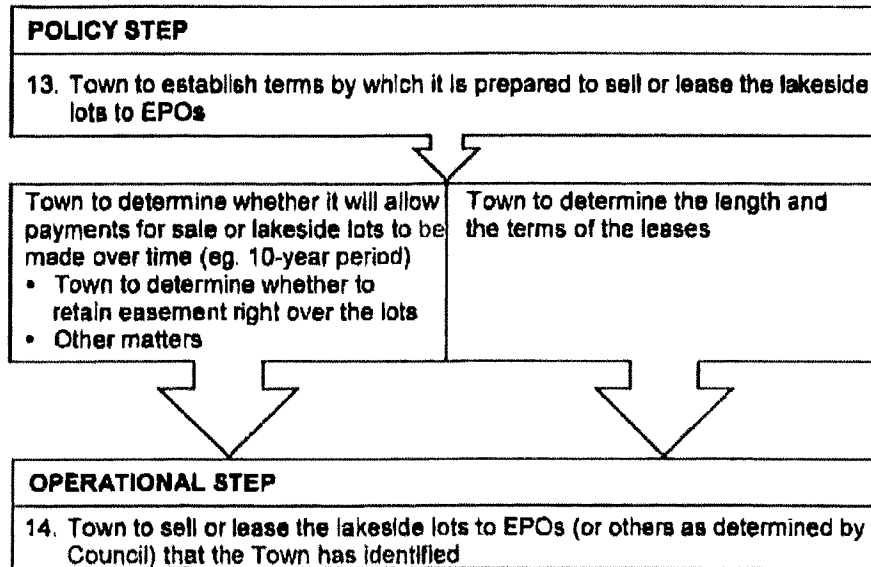 POLICY STEP
13. Town to establish terms by which it is prepared to sell or lease the lakeside
lots to EPOs
Town to determine whether it will allow
payments for sale or lakeside lots to be
made over time (eg. 10-year period)
• Town to determine whether to
retain easement right over the lots
• Other matters
Town to determine the length and
the terms of the leases
OPERATIONAL STEP
14. Town to sell or lease the lakeside lots to EPOs (or others as determined by
Council) that the Town has identified